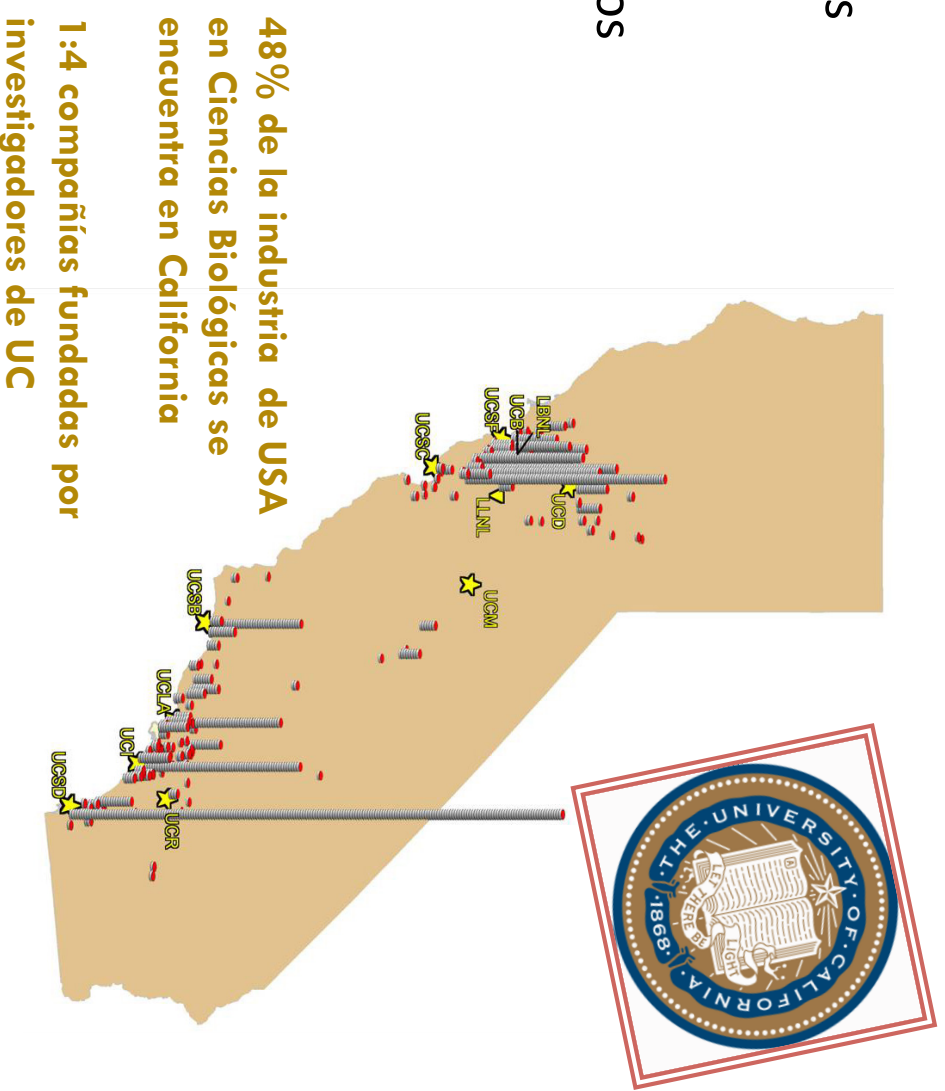 s
os
THE·UNIVERSITY·OF·CALIFORNIA
·1868·
A
LET THERE BE LIGHT
UCD
LBNL
UCB
UCSF
UCM
LLNL
UCSC
UCSB
UCLA
UCR
UCI
UCSD
48% de la industria de USA
en Ciencias Biológicas se
encuentra en California
1:4 compañías fundadas por
investigadores de UC